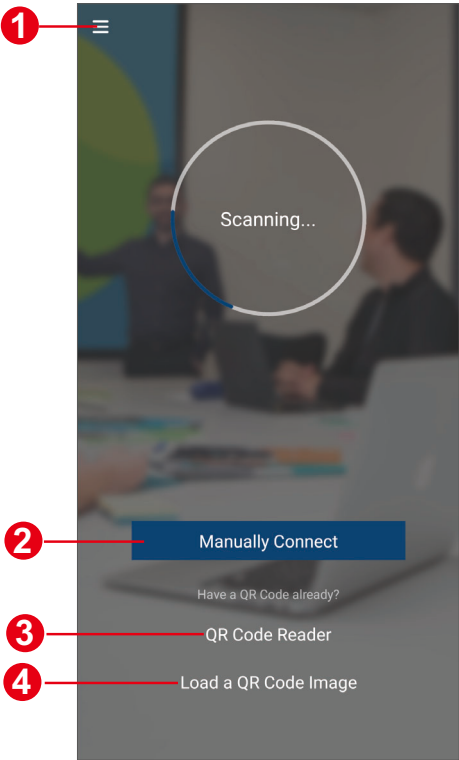 1
Scanning...
2 Manually Connect
Have a QR Code already?
3 QR Code Reader
4 Load a QR Code Image